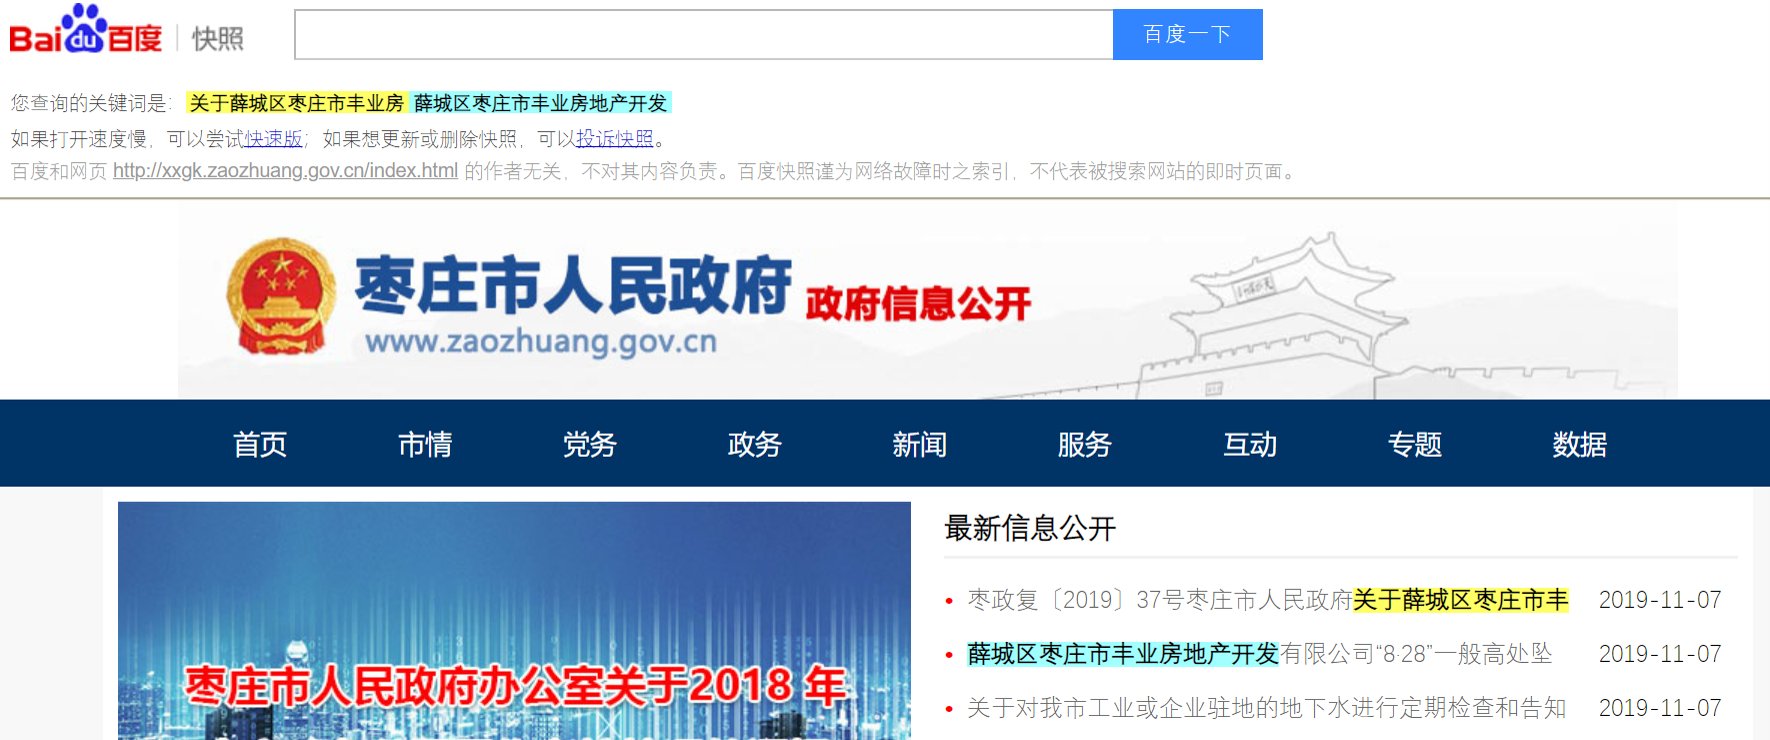 Bai du 百度 快照
百度一下
您查询的关键词是: 关于薛城区枣庄市丰业房 薛城区枣庄市丰业房地产开发
如果打开速度慢，可以尝试快速版；如果想更新或删除快照，可以投诉快照。
百度和网页 http://xxgk.zaozhuang.gov.cn/index.html 的作者无关，不对其内容负责。百度快照谨为网络故障时之索引，不代表被搜索网站的即时页面。
枣庄市人民政府 政府信息公开
www.zaozhuang.gov.cn
首页 市情 党务 政务 新闻 服务 互动 专题 数据
最新信息公开
枣政复〔2019〕37号枣庄市人民政府关于薛城区枣庄市丰 2019-11-07
薛城区枣庄市丰业房地产开发有限公司“8·28”一般高处坠 2019-11-07
关于对我市工业或企业驻地的地下水进行定期检查和告知 2019-11-07
枣庄市人民政府办公室关于2018 年